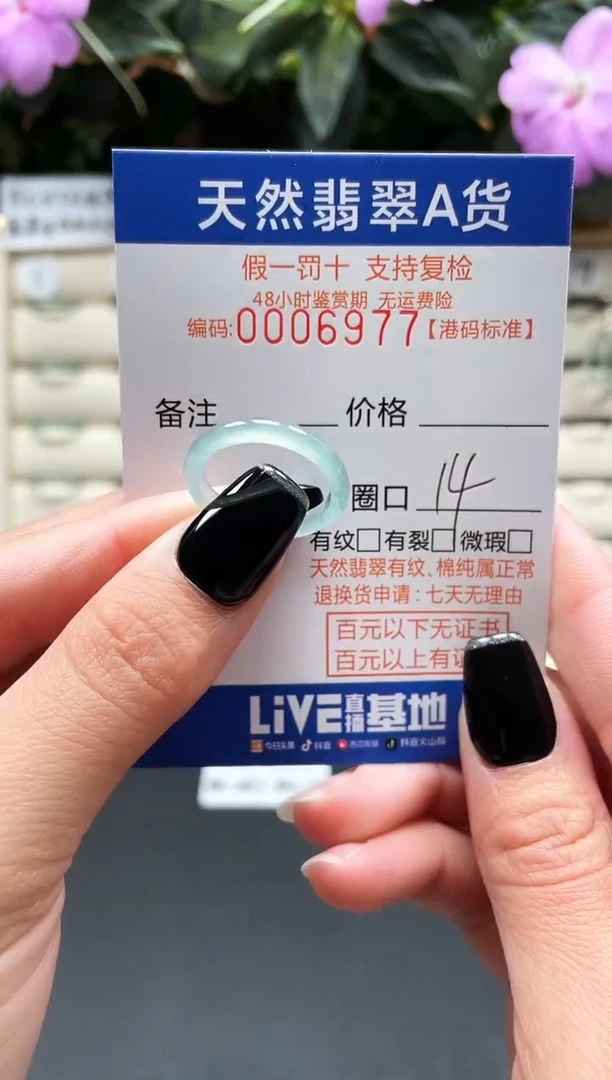 天然翡翠A货
假一罚十 支持复检
48小时鉴赏期 无运费险
编码:0006977【港码标准】
备注 价格
圈口 14
有纹□有裂□微瑕□
天然翡翠有纹、棉纯属正常
退换货申请:七天无理由
百元以下无证书
百元以上有证
LiVE直播基地
今日头条 抖音 西瓜视频 抖音火山版